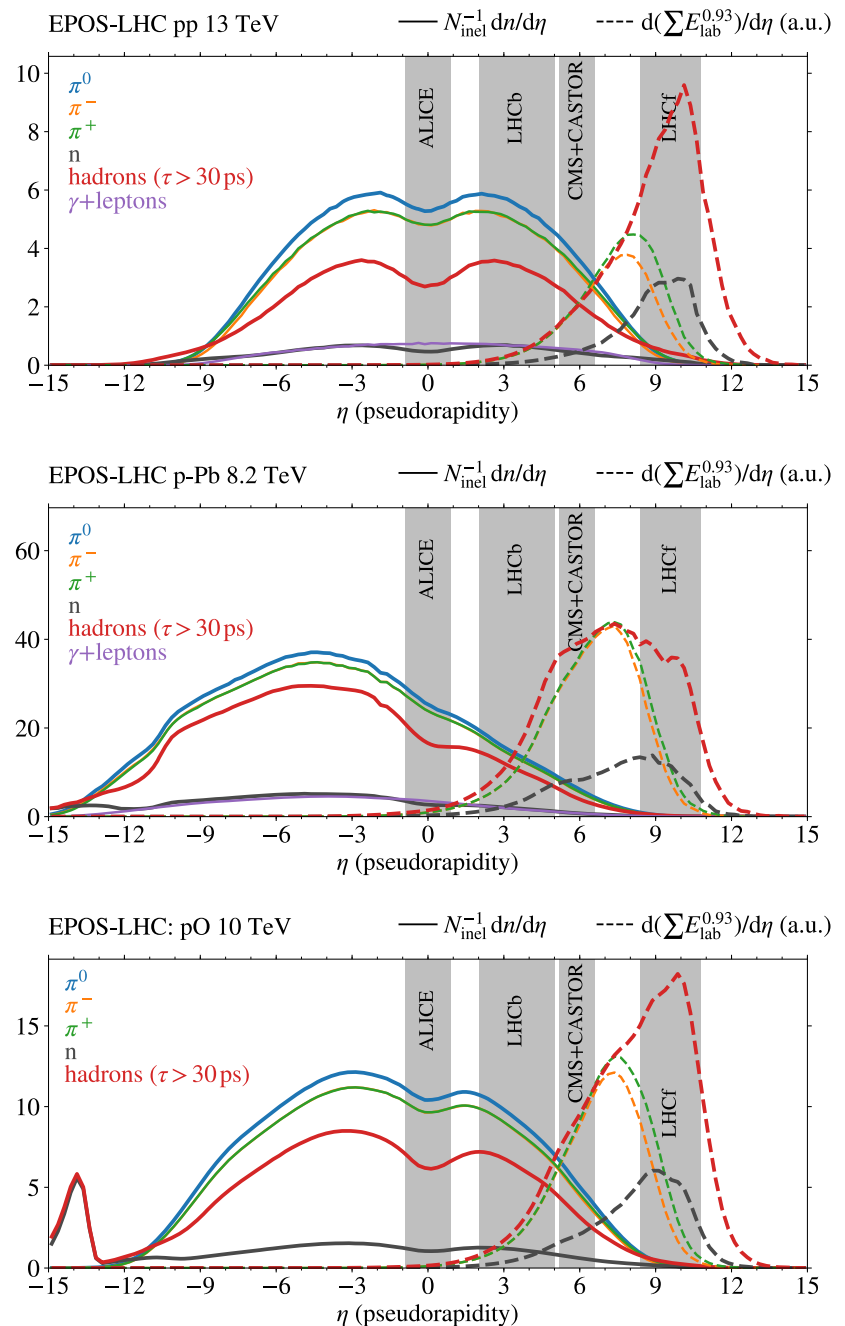 EPOS-LHC pp 13 TeV
N_inel^−1 dn/dη
d(∑E_lab^0.93)/dη (a.u.)
π^0
π^−
π^+
n
hadrons (τ > 30 ps)
γ+leptons
ALICE
LHCb
CMS+CASTOR
LHCf
10
8
6
4
2
0
−15 −12 −9 −6 −3 0 3 6 9 12 15
η (pseudorapidity)
EPOS-LHC p-Pb 8.2 TeV
N_inel^−1 dn/dη
d(∑E_lab^0.93)/dη (a.u.)
π^0
π^−
π^+
n
hadrons (τ > 30 ps)
γ+leptons
ALICE
LHCb
CMS+CASTOR
LHCf
60
40
20
0
−15 −12 −9 −6 −3 0 3 6 9 12 15
η (pseudorapidity)
EPOS-LHC: pO 10 TeV
N_inel^−1 dn/dη
d(∑E_lab^0.93)/dη (a.u.)
π^0
π^−
π^+
n
hadrons (τ > 30 ps)
ALICE
LHCb
CMS+CASTOR
LHCf
15
10
5
0
−15 −12 −9 −6 −3 0 3 6 9 12 15
η (pseudorapidity)